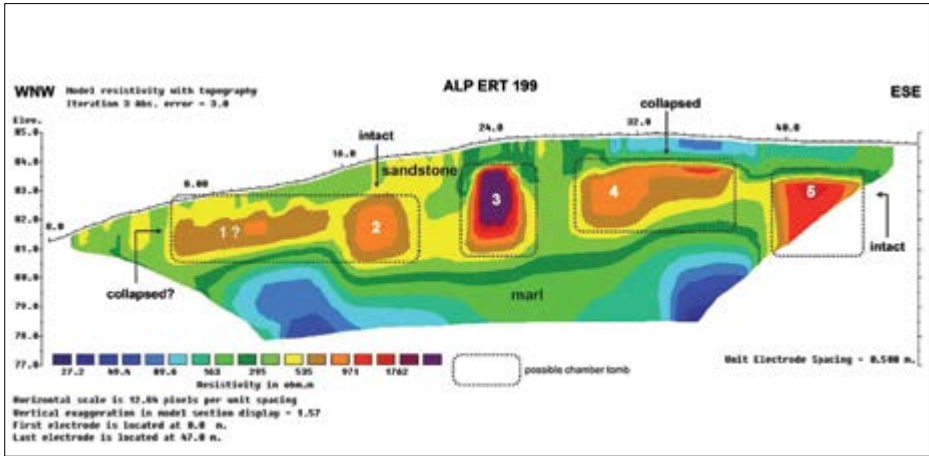 ALP ERT 199
WNW
Model resistivity with topography
Iteration 3 Abs. error = 3.0
ESE
collapsed
Elev.
intact
24.0
32.0
40.0
85.0
16.0
sandstone
84.0
8.00
83.0
3
4
5
82.0
0.0
1 ?
2
81.0
intact
80.0
collapsed?
marl
79.0
78.0
77.0
27.2 49.4 89.6 163 295 535 971 1762
possible chamber tomb
Unit Electrode Spacing = 0.500 m.
Resistivity in ohm.m
Horizontal scale is 12.84 pixels per unit spacing
Vertical exaggeration in model section display = 1.57
First electrode is located at 0.0 m.
Last electrode is located at 47.0 m.